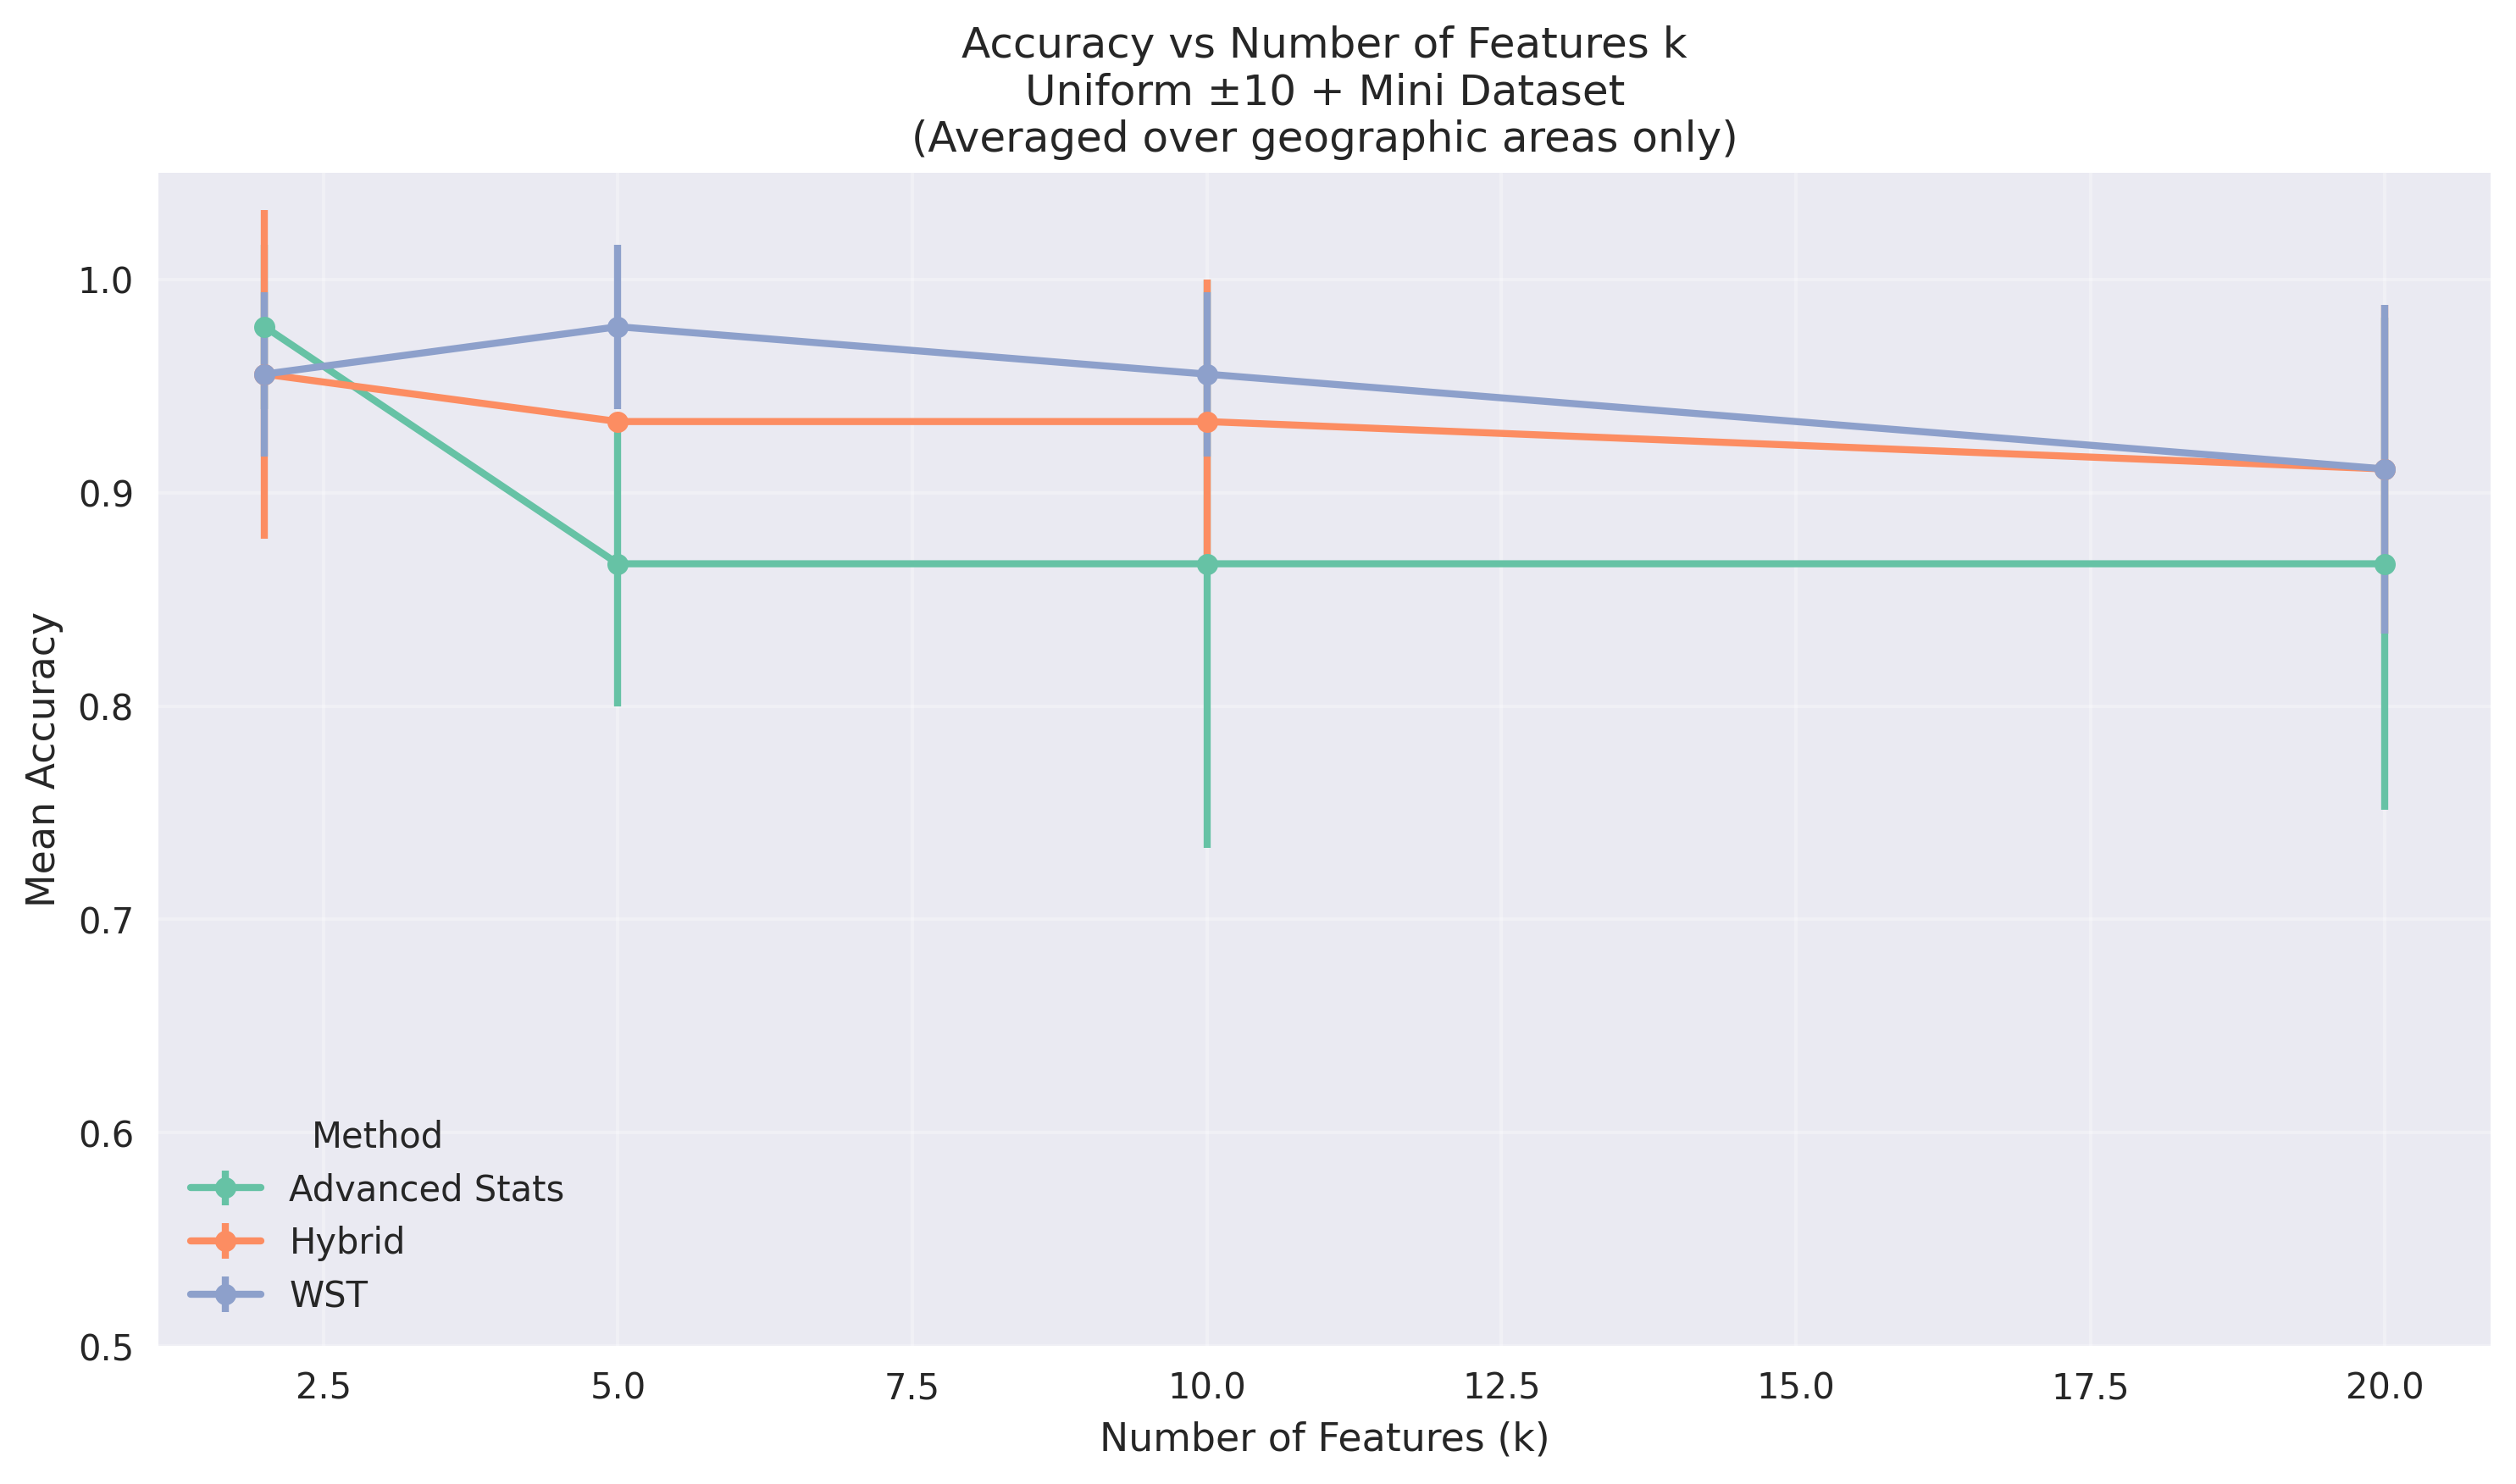 Accuracy vs Number of Features k
Uniform ±10 + Mini Dataset
(Averaged over geographic areas only)
Mean Accuracy
1.0
0.9
0.8
0.7
0.6
0.5
Method
Advanced Stats
Hybrid
WST
2.5 5.0 7.5 10.0 12.5 15.0 17.5 20.0
Number of Features (k)